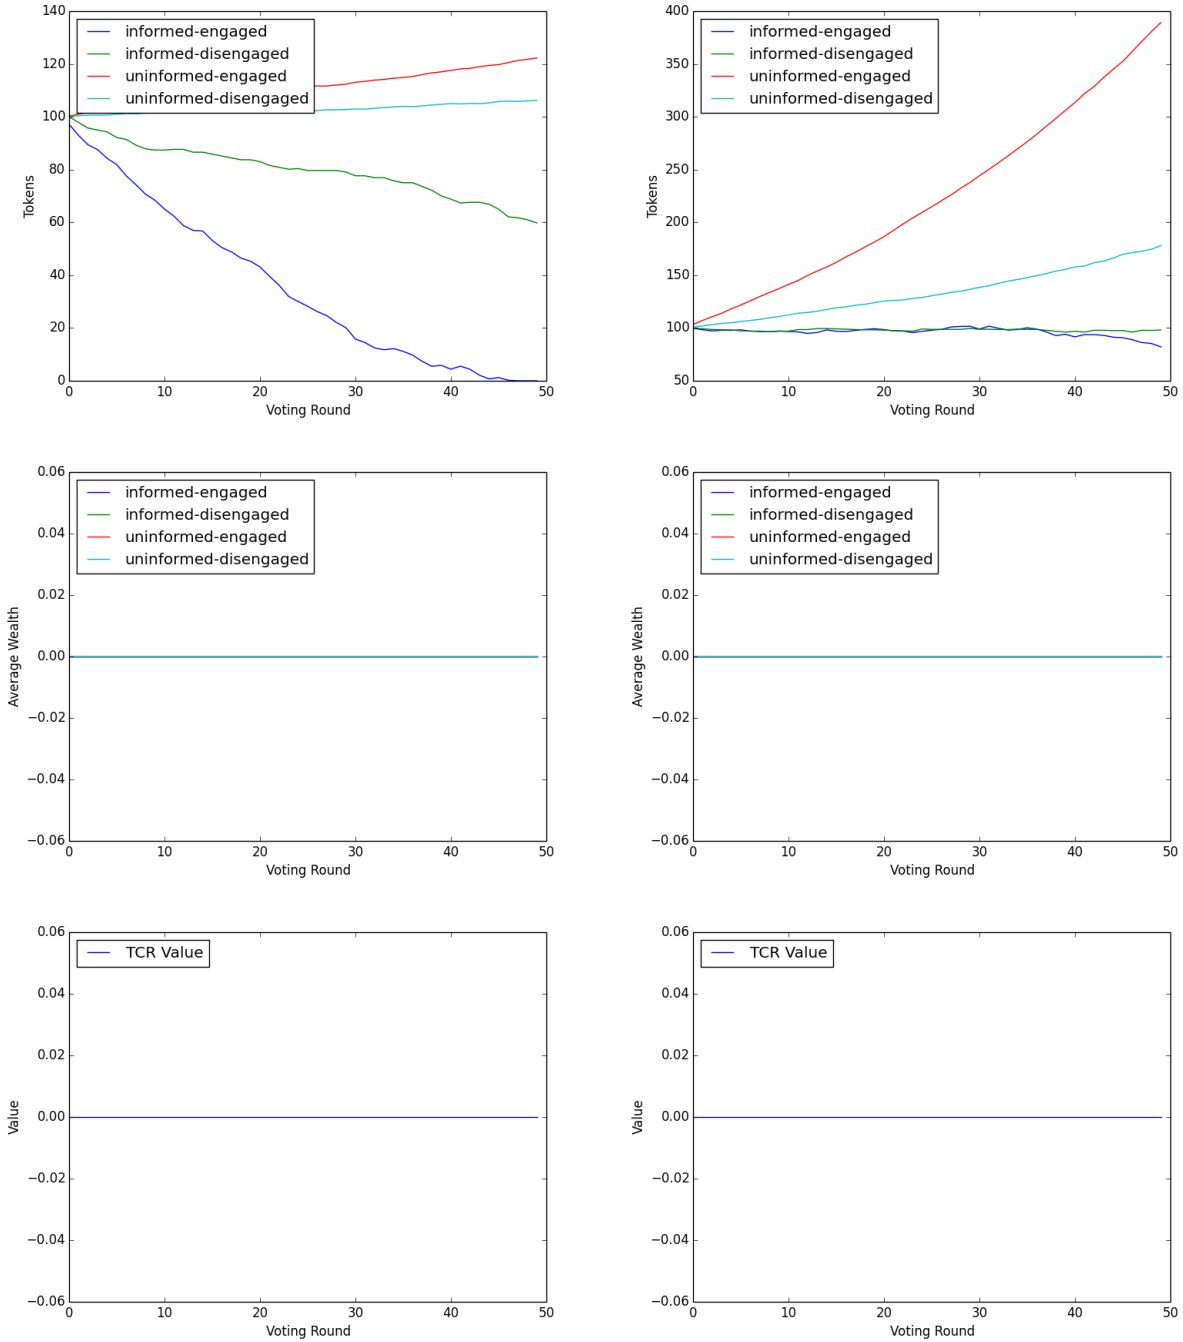 140
120
100
80
60
40
20
0
Tokens
informed-engaged
informed-disengaged
uninformed-engaged
uninformed-disengaged
0 10 20 30 40 50
Voting Round
400
350
300
250
200
150
100
50
Tokens
informed-engaged
informed-disengaged
uninformed-engaged
uninformed-disengaged
0 10 20 30 40 50
Voting Round
0.06
0.04
0.02
0.00
−0.02
−0.04
−0.06
Average Wealth
informed-engaged
informed-disengaged
uninformed-engaged
uninformed-disengaged
0 10 20 30 40 50
Voting Round
0.06
0.04
0.02
0.00
−0.02
−0.04
−0.06
Average Wealth
informed-engaged
informed-disengaged
uninformed-engaged
uninformed-disengaged
0 10 20 30 40 50
Voting Round
0.06
0.04
0.02
0.00
−0.02
−0.04
−0.06
Value
TCR Value
0 10 20 30 40 50
Voting Round
0.06
0.04
0.02
0.00
−0.02
−0.04
−0.06
Value
TCR Value
0 10 20 30 40 50
Voting Round